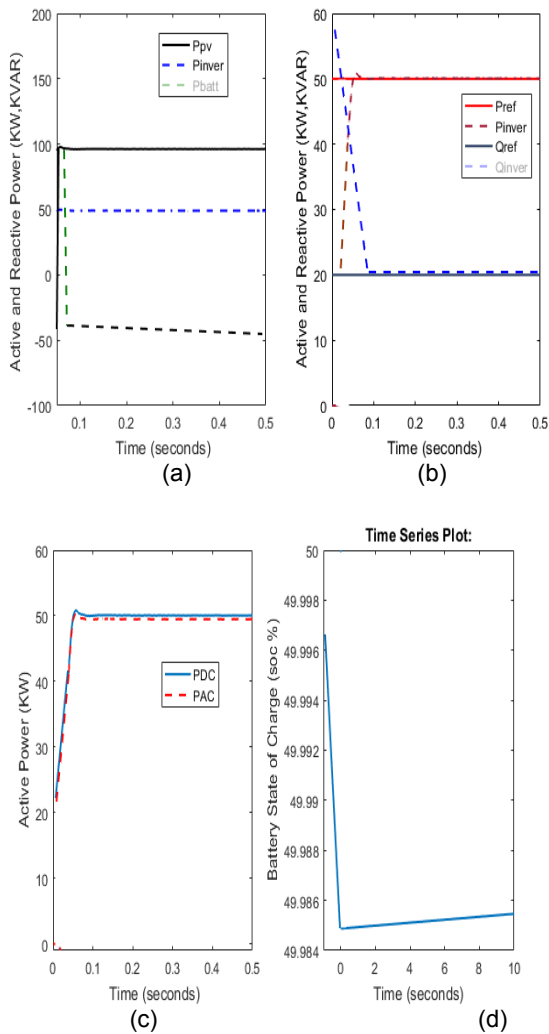 200
150
100
50
0
-50
-100
Active and Reactive Power (KW,KVAR)
Ppv
Pinver
Pbatt
0.1
0.2
0.3
0.4
0.5
Time (seconds)
(a)
60
50
40
30
20
10
0
Active and Reactive Power (KW,KVAR)
Pref
Pinver
Qref
Qinver
0
0.1
0.2
0.3
0.4
0.5
Time (seconds)
(b)
60
50
40
30
20
10
0
Active Power (KW)
PDC
PAC
0
0.1
0.2
0.3
0.4
0.5
Time (seconds)
(c)
Time Series Plot:
50
49.998
49.996
49.994
49.992
49.99
49.988
49.986
49.984
Battery State of Charge (soc %)
0
2
4
6
8
10
Time (seconds)
(d)